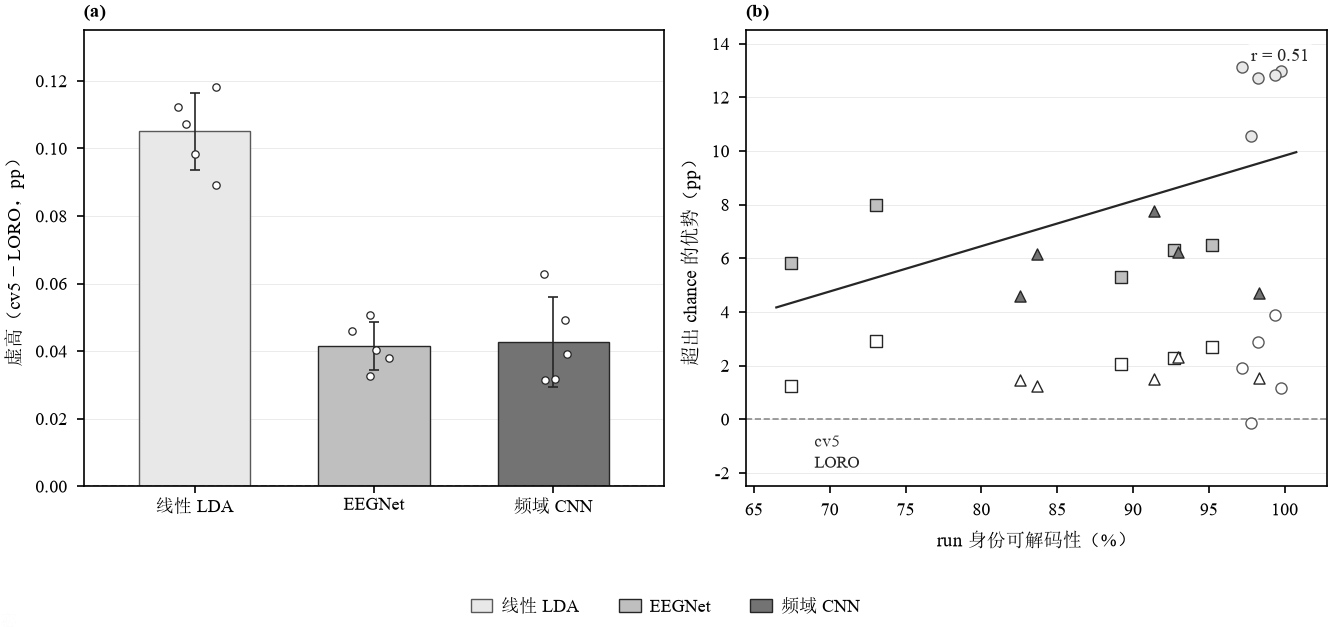 (a)
虚高（cv5 − LORO，pp）
0.12
0.10
0.08
0.06
0.04
0.02
0.00
线性 LDA
EEGNet
频域 CNN
(b)
超出 chance 的优势（pp）
14
12
10
8
6
4
2
0
-2
r = 0.51
cv5
LORO
65
70
75
80
85
90
95
100
run 身份可解码性（%）
线性 LDA
EEGNet
频域 CNN